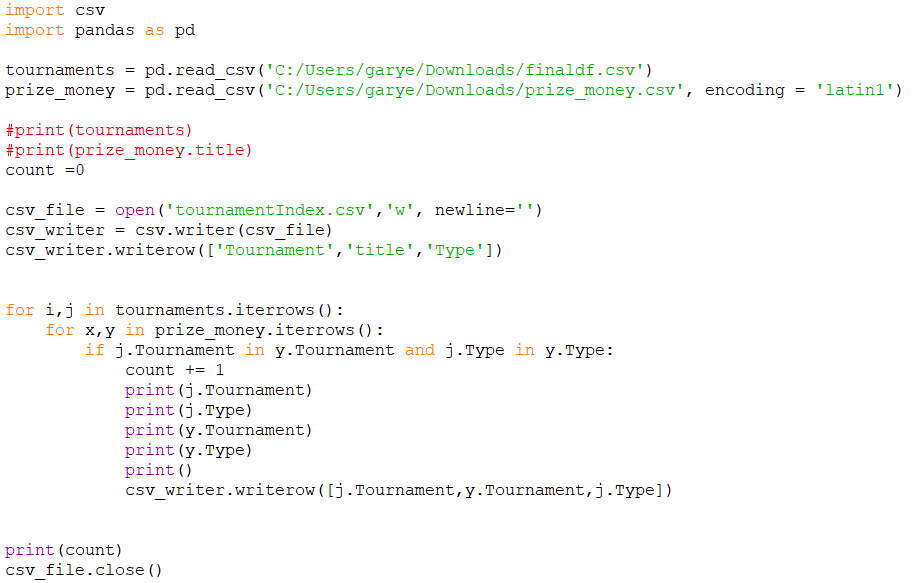 import csv
import pandas as pd
tournaments = pd.read_csv('C:/Users/garye/Downloads/finaldf.csv')
prize_money = pd.read_csv('C:/Users/garye/Downloads/prize_money.csv', encoding = 'latin1')
#print(tournaments)
#print(prize_money.title)
count =0
csv_file = open('tournamentIndex.csv','w', newline='')
csv_writer = csv.writer(csv_file)
csv_writer.writerow(['Tournament','title','Type'])
for i,j in tournaments.iterrows():
    for x,y in prize_money.iterrows():
        if j.Tournament in y.Tournament and j.Type in y.Type:
            count += 1
            print(j.Tournament)
            print(j.Type)
            print(y.Tournament)
            print(y.Type)
            print()
            csv_writer.writerow([j.Tournament,y.Tournament,j.Type])
print(count)
csv_file.close()